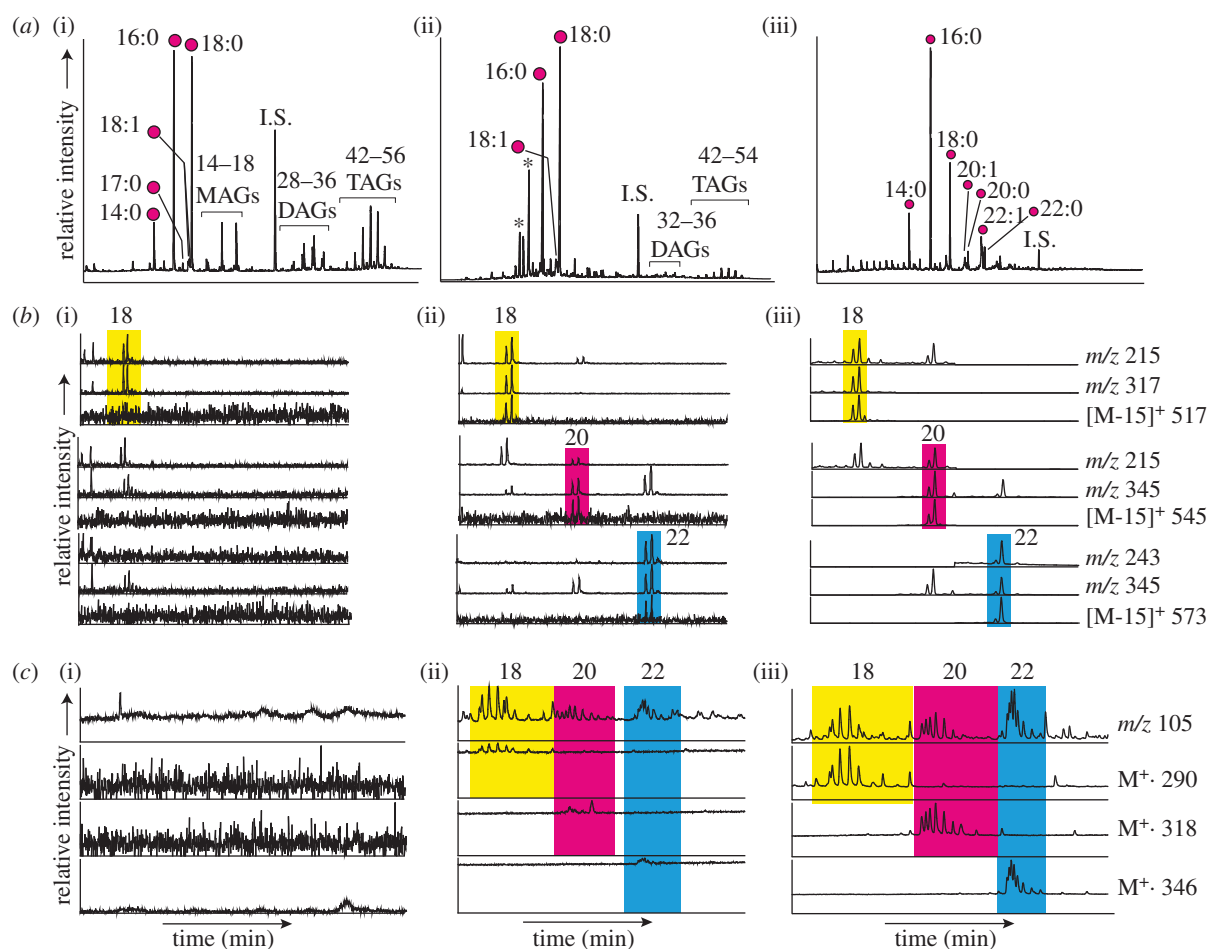 (a) (i)
16:0
18:0
18:1
17:0
14:0
14–18
MAGs
I.S.
28–36
DAGs
42–56
TAGs
relative intensity
(ii)
18:0
16:0
18:1
*
*
I.S.
32–36
DAGs
42–54
TAGs
(iii)
16:0
18:0
14:0
20:1
20:0
22:1
22:0
I.S.
(b) (i)
18
relative intensity
(ii)
18
20
22
(iii)
18
m/z 215
m/z 317
[M-15]+ 517
20
m/z 215
m/z 345
[M-15]+ 545
22
m/z 243
m/z 345
[M-15]+ 573
(c) (i)
relative intensity
time (min)
(ii)
18 20 22
time (min)
(iii)
18 20 22
m/z 105
M+· 290
M+· 318
M+· 346
time (min)